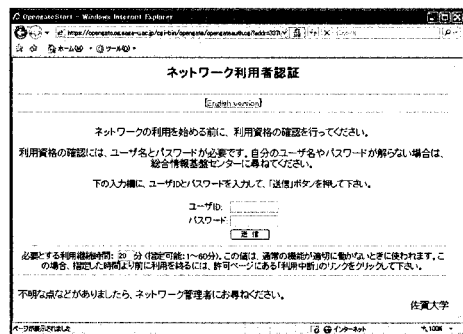 OpengateStart - Windows Internet Explorer
ホーム(M) ・ ツール(O) ・
ネットワーク利用者認証
[English version]
ネットワークの利用を始める前に、利用資格の確認を行ってください。
利用資格の確認には、ユーザ名とパスワードが必要です。自分のユーザ名やパスワードが解らない場合は、
総合情報基盤センターに尋ねてください。
下の入力欄に、ユーザIDとパスワードを入力して、「送信」ボタンを押して下さい。
ユーザID:
パスワード:
送信
必要とする利用継続時間: 20 分(指定可能:1~60分)。この値は、通常の機能が適切に働かないときに使われます。こ
の場合、指定した時間より前に利用を終るには、許可ページにある「利用中断」のリンクをクリックして下さい。
不明な点などがありましたら、ネットワーク管理者にお尋ねください。
佐賀大学
ページが表示されました
インターネット
100%